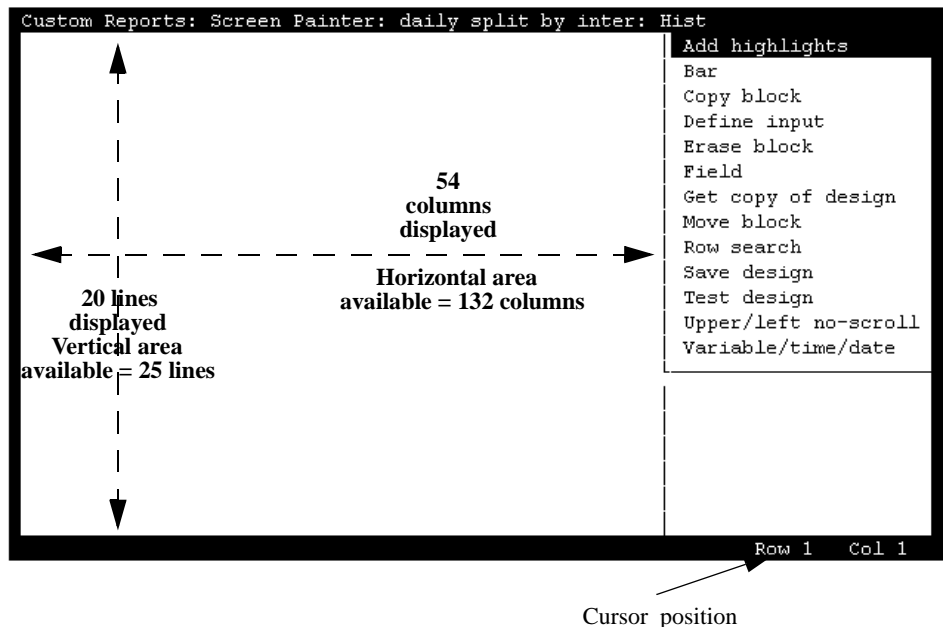 Custom Reports: Screen Painter: daily split by inter: Hist
Add highlights
Bar
Copy block
Define input
Erase block
Field
Get copy of design
Move block
Row search
Save design
Test design
Upper/left no-scroll
Variable/time/date
54
columns
displayed
Horizontal area
available = 132 columns
20 lines
displayed
Vertical area
available = 25 lines
Row 1 Col 1
Cursor position